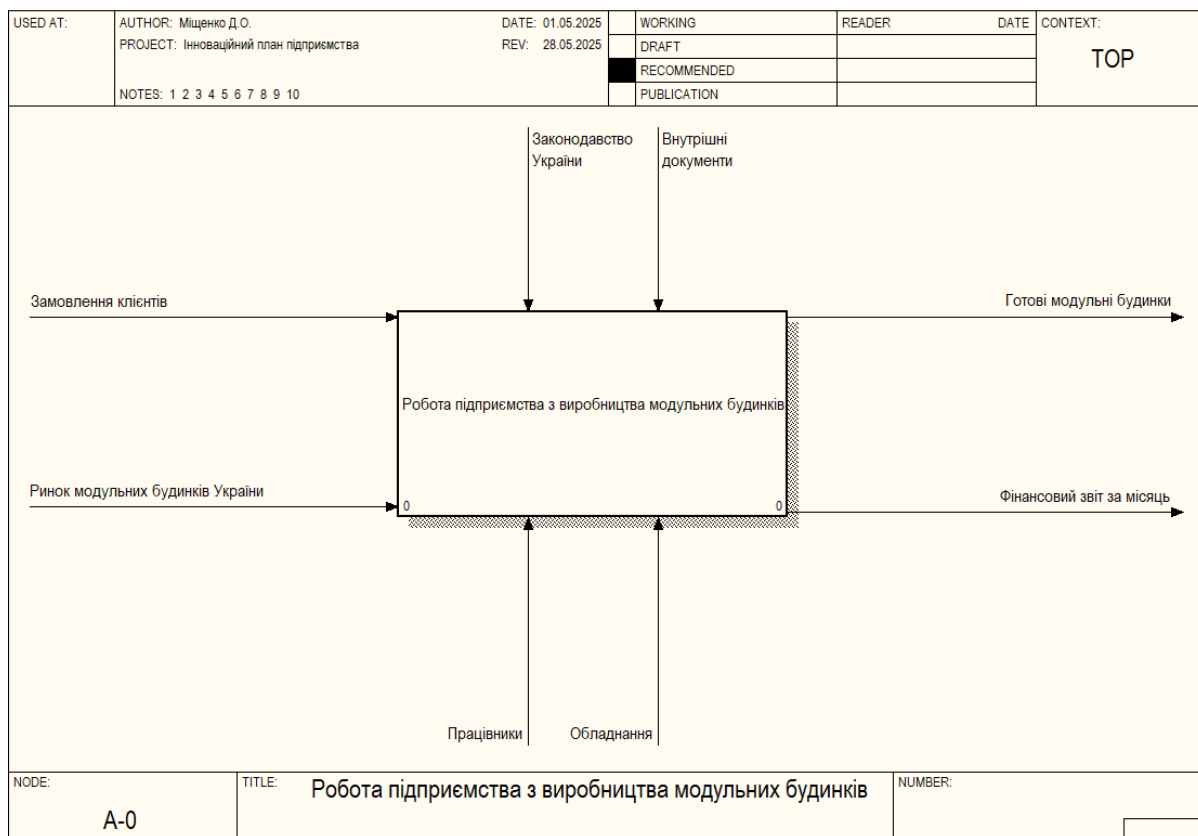 USED AT:
AUTHOR: Міщенко Д.О.
DATE: 01.05.2025
PROJECT: Інноваційний план підприємства
REV: 28.05.2025
NOTES: 1 2 3 4 5 6 7 8 9 10
WORKING
DRAFT
RECOMMENDED
PUBLICATION
READER
DATE
CONTEXT:
TOP
Законодавство
України
Внутрішні
документи
Замовлення клієнтів
Готові модульні будинки
Робота підприємства з виробництва модульних будинків
Ринок модульних будинків України
0
0
Фінансовий звіт за місяць
Працівники
Обладнання
NODE:
A-0
TITLE:
Робота підприємства з виробництва модульних будинків
NUMBER: